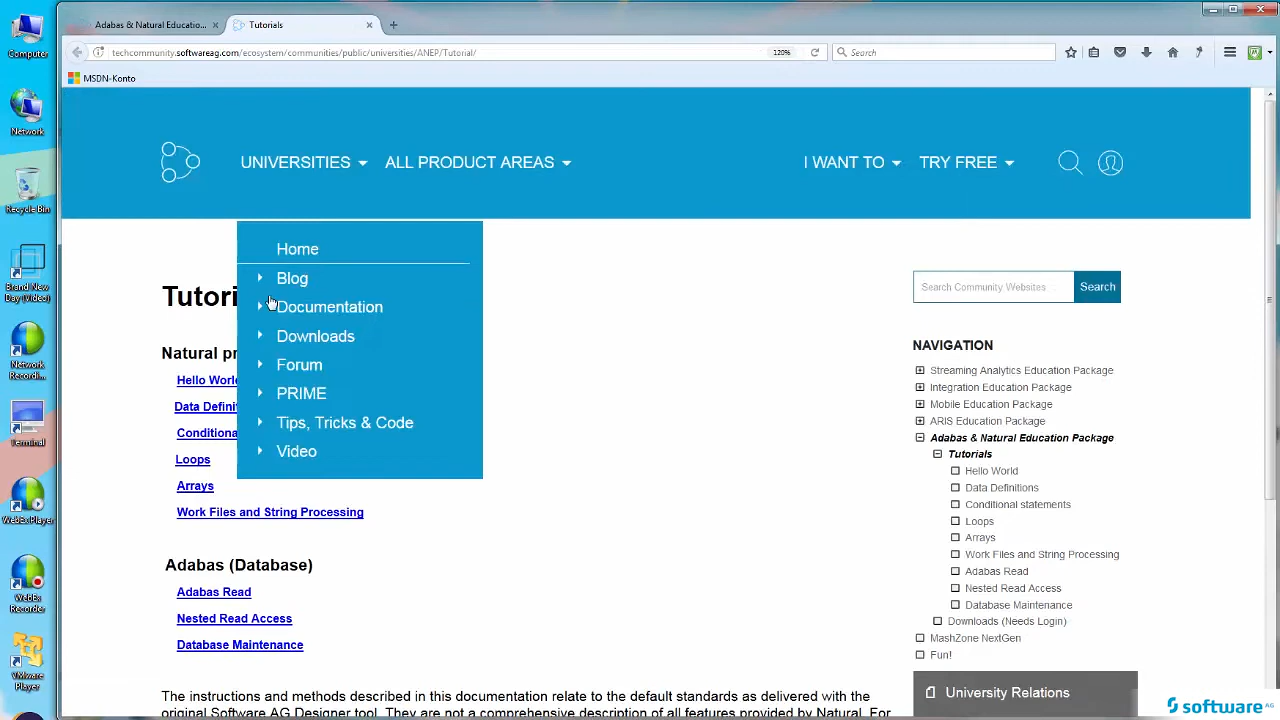 Adabas & Natural Educatio...
Tutorials
techcommunity.softwareag.com/ecosystem/communities/public/universities/ANEP/Tutorial/
120%
Search
MSDN-Konto
UNIVERSITIES
ALL PRODUCT AREAS
I WANT TO
TRY FREE
Home
Blog
Documentation
Downloads
Forum
PRIME
Tips, Tricks & Code
Video
Tutori
Natural pr
Hello World
Data Definit
Conditiona
Loops
Arrays
Work Files and String Processing
Adabas (Database)
Adabas Read
Nested Read Access
Database Maintenance
The instructions and methods described in this documentation relate to the default standards as delivered with the
original Software AG Designer tool. They are not a comprehensive description of all features provided by Natural. For
Search Community Websites
Search
NAVIGATION
Streaming Analytics Education Package
Integration Education Package
Mobile Education Package
ARIS Education Package
Adabas & Natural Education Package
Tutorials
Hello World
Data Definitions
Conditional statements
Loops
Arrays
Work Files and String Processing
Adabas Read
Nested Read Access
Database Maintenance
Downloads (Needs Login)
MashZone NextGen
Fun!
University Relations
software AG
Computer
Network
Recycle Bin
Brand New
Day (Video)
Network
Recordi...
Terminal
WebEx Player
WebEx
Recorder
VMware
Player